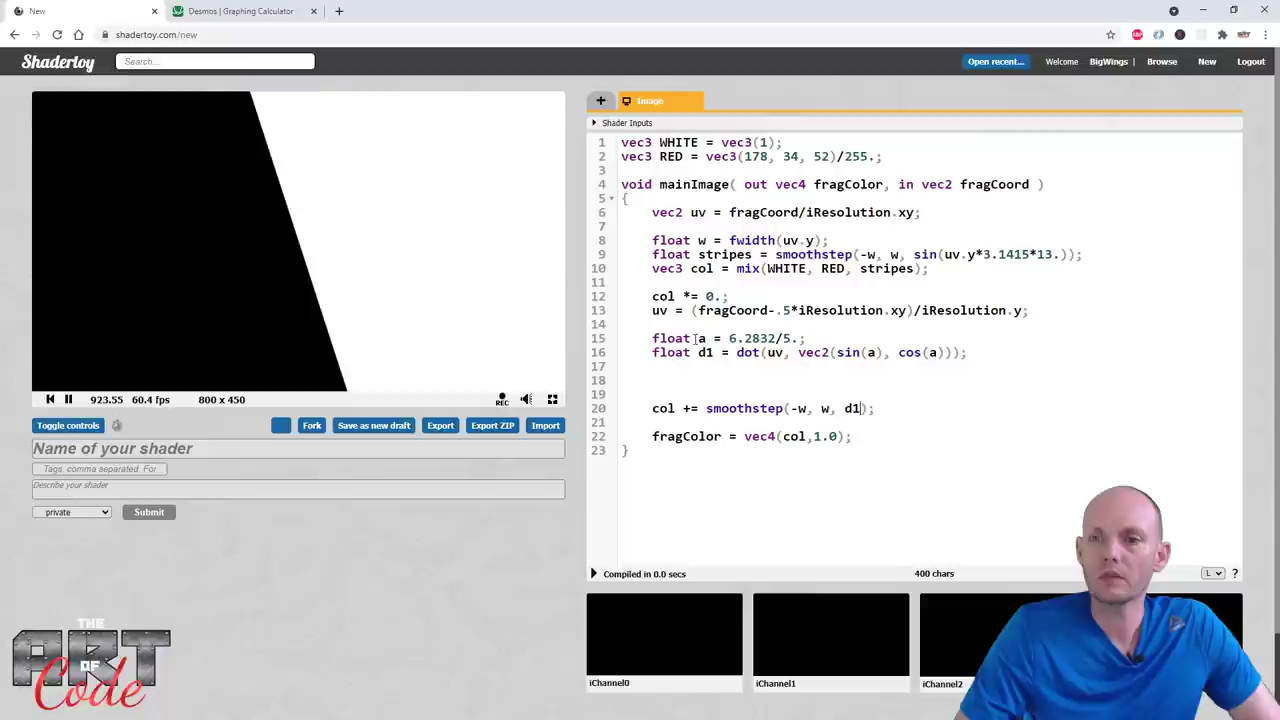 New
Desmos | Graphing Calculator
shadertoy.com/new
Shadertoy
Search...
Open recent...
Welcome
BigWings |
Browse
New
Logout
Image
Shader Inputs
1 vec3 WHITE = vec3(1);
2 vec3 RED = vec3(178, 34, 52)/255.;
3
4 void mainImage( out vec4 fragColor, in vec2 fragCoord )
5 {
6 vec2 uv = fragCoord/iResolution.xy;
7
8 float w = fwidth(uv.y);
9 float stripes = smoothstep(-w, w, sin(uv.y*3.1415*13.));
10 vec3 col = mix(WHITE, RED, stripes);
11
12 col *= 0.;
13 uv = (fragCoord-.5*iResolution.xy)/iResolution.y;
14
15 float a = 6.2832/5.;
16 float d1 = dot(uv, vec2(sin(a), cos(a)));
17
18
19
20 col += smoothstep(-w, w, d1);
21
22 fragColor = vec4(col,1.0);
23 }
923.55 60.4 fps 800 x 450
REC
Toggle controls
Fork
Save as new draft
Export
Export ZIP
Import
Name of your shader
Tags, comma separated. For
Describe your shader
private
Submit
Compiled in 0.0 secs
400 chars
L
?
iChannel0
iChannel1
iChannel2
THE
ART
OF
Code